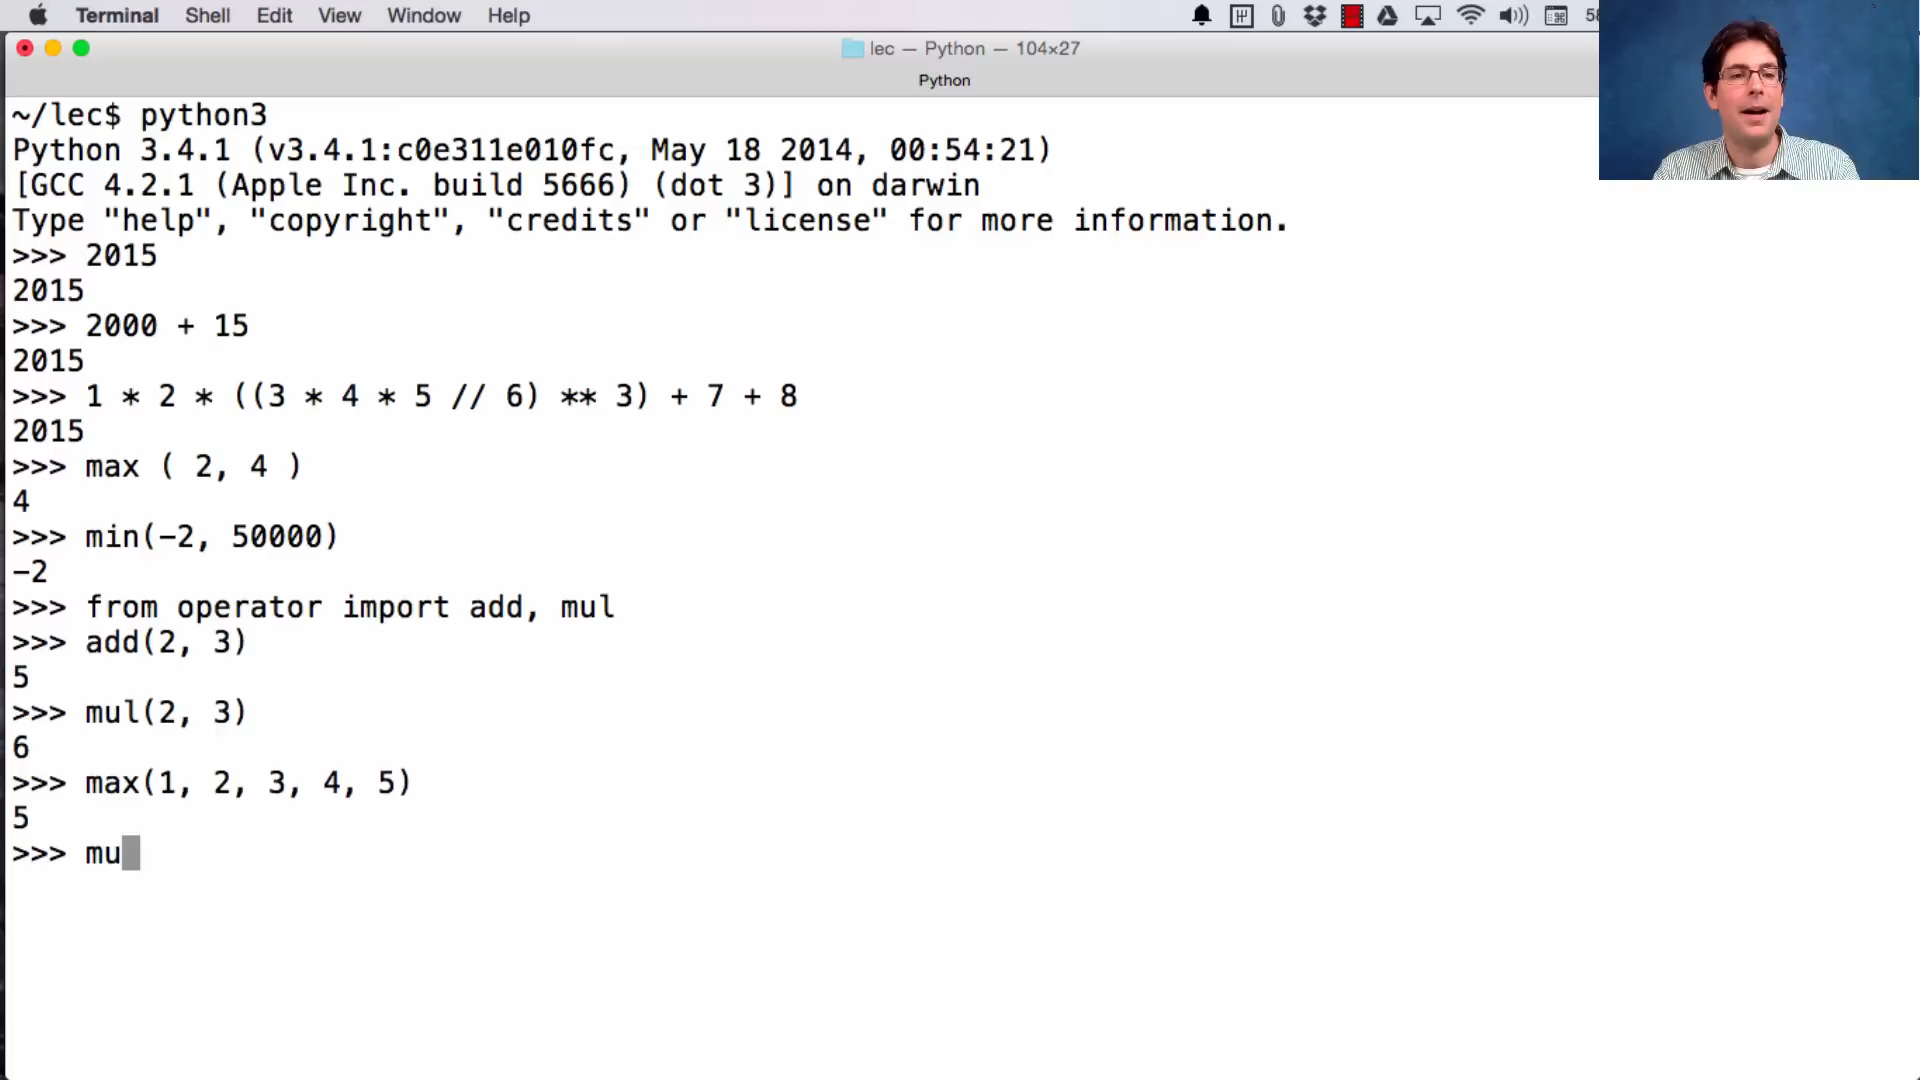 Terminal Shell Edit View Window Help
lec — Python — 104×27
Python
~/lec$ python3
Python 3.4.1 (v3.4.1:c0e311e010fc, May 18 2014, 00:54:21)
[GCC 4.2.1 (Apple Inc. build 5666) (dot 3)] on darwin
Type "help", "copyright", "credits" or "license" for more information.
>>> 2015
2015
>>> 2000 + 15
2015
>>> 1 * 2 * ((3 * 4 * 5 // 6) ** 3) + 7 + 8
2015
>>> max ( 2, 4 )
4
>>> min(-2, 50000)
-2
>>> from operator import add, mul
>>> add(2, 3)
5
>>> mul(2, 3)
6
>>> max(1, 2, 3, 4, 5)
5
>>> mu